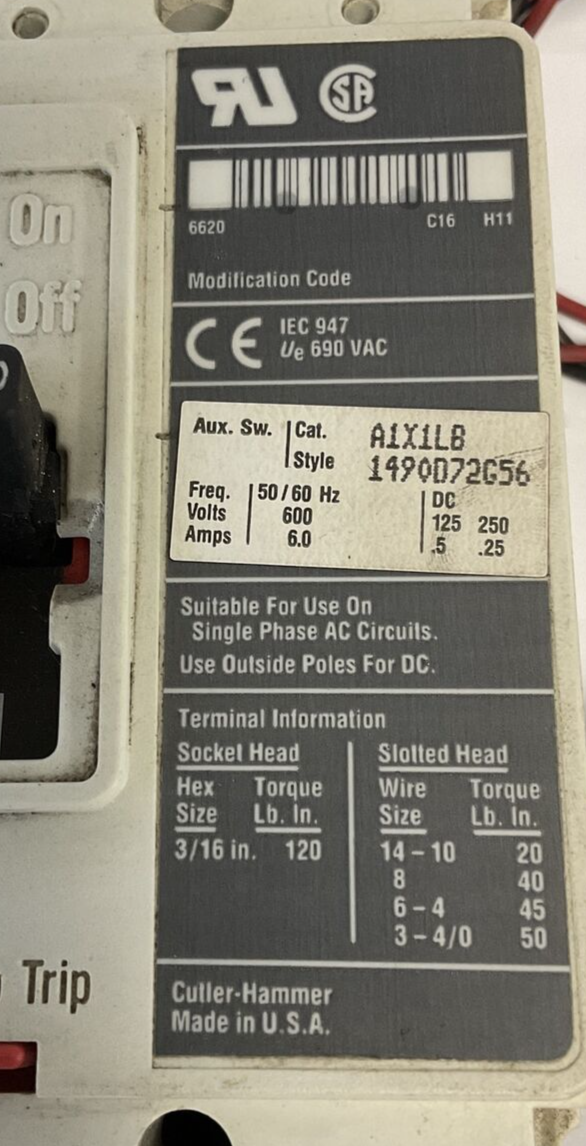 On
Off
6620 C16 H11
Modification Code
CE IEC 947
Ue 690 VAC
Aux. Sw. Cat. A1X1LB
Style 1490D72G56
Freq. 50/60 Hz DC
Volts 600 125 250
Amps 6.0 .5 .25
Suitable For Use On
Single Phase AC Circuits.
Use Outside Poles For DC.
Terminal Information
Socket Head Slotted Head
Hex Torque Wire Torque
Size Lb. In. Size Lb. In.
3/16 in. 120 14-10 20
8 40
6-4 45
3-4/0 50
Trip
Cutler-Hammer
Made in U.S.A.